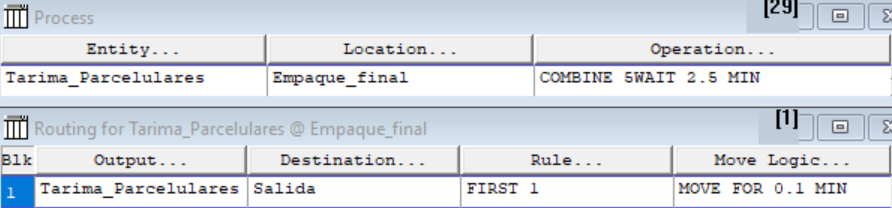 Process [29]
Entity... Location... Operation...
Tarima_Parcelulares Empaque_final COMBINE 5WAIT 2.5 MIN
Routing for Tarima_Parcelulares @ Empaque_final [1]
Blk Output... Destination... Rule... Move Logic...
1 Tarima_Parcelulares Salida FIRST 1 MOVE FOR 0.1 MIN